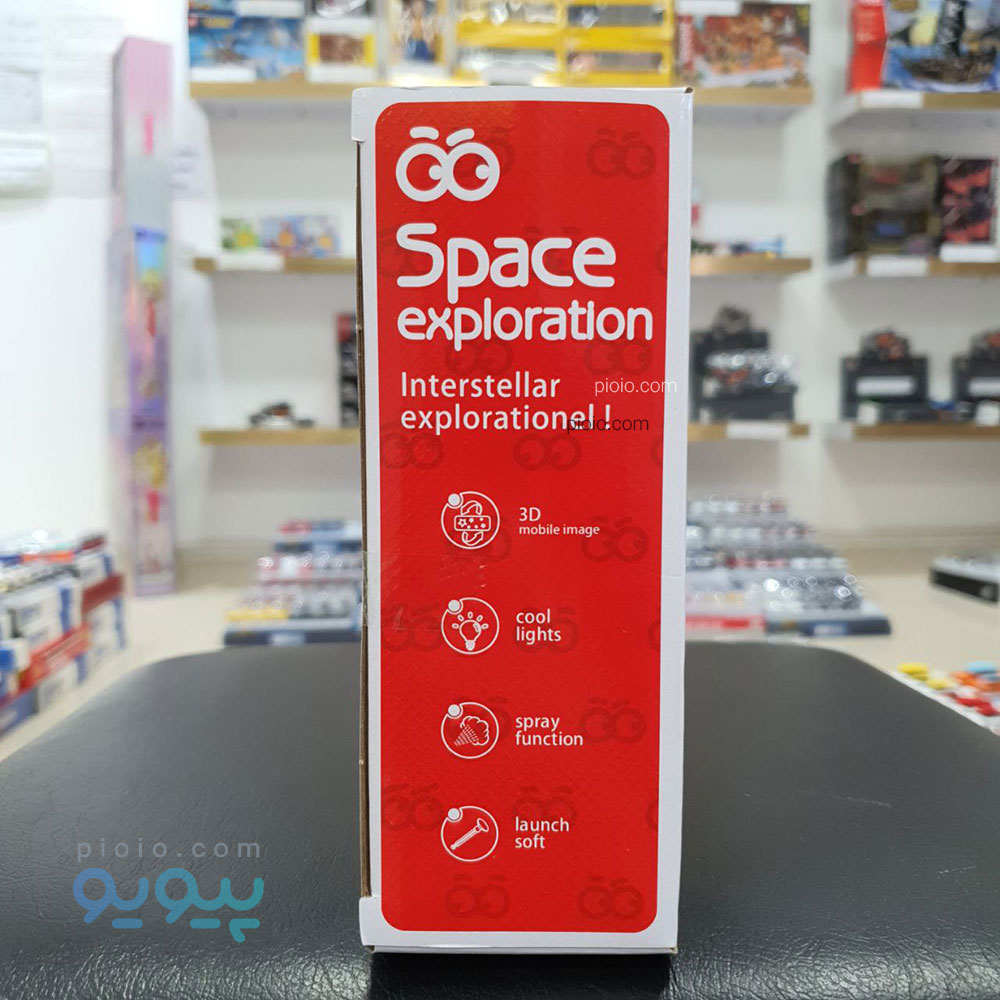 Space
exploration
Interstellar
explorationel !
pioio.com
pioio.com
3D
mobile image
cool
lights
spray
function
launch
soft
pioio.com
پیویو